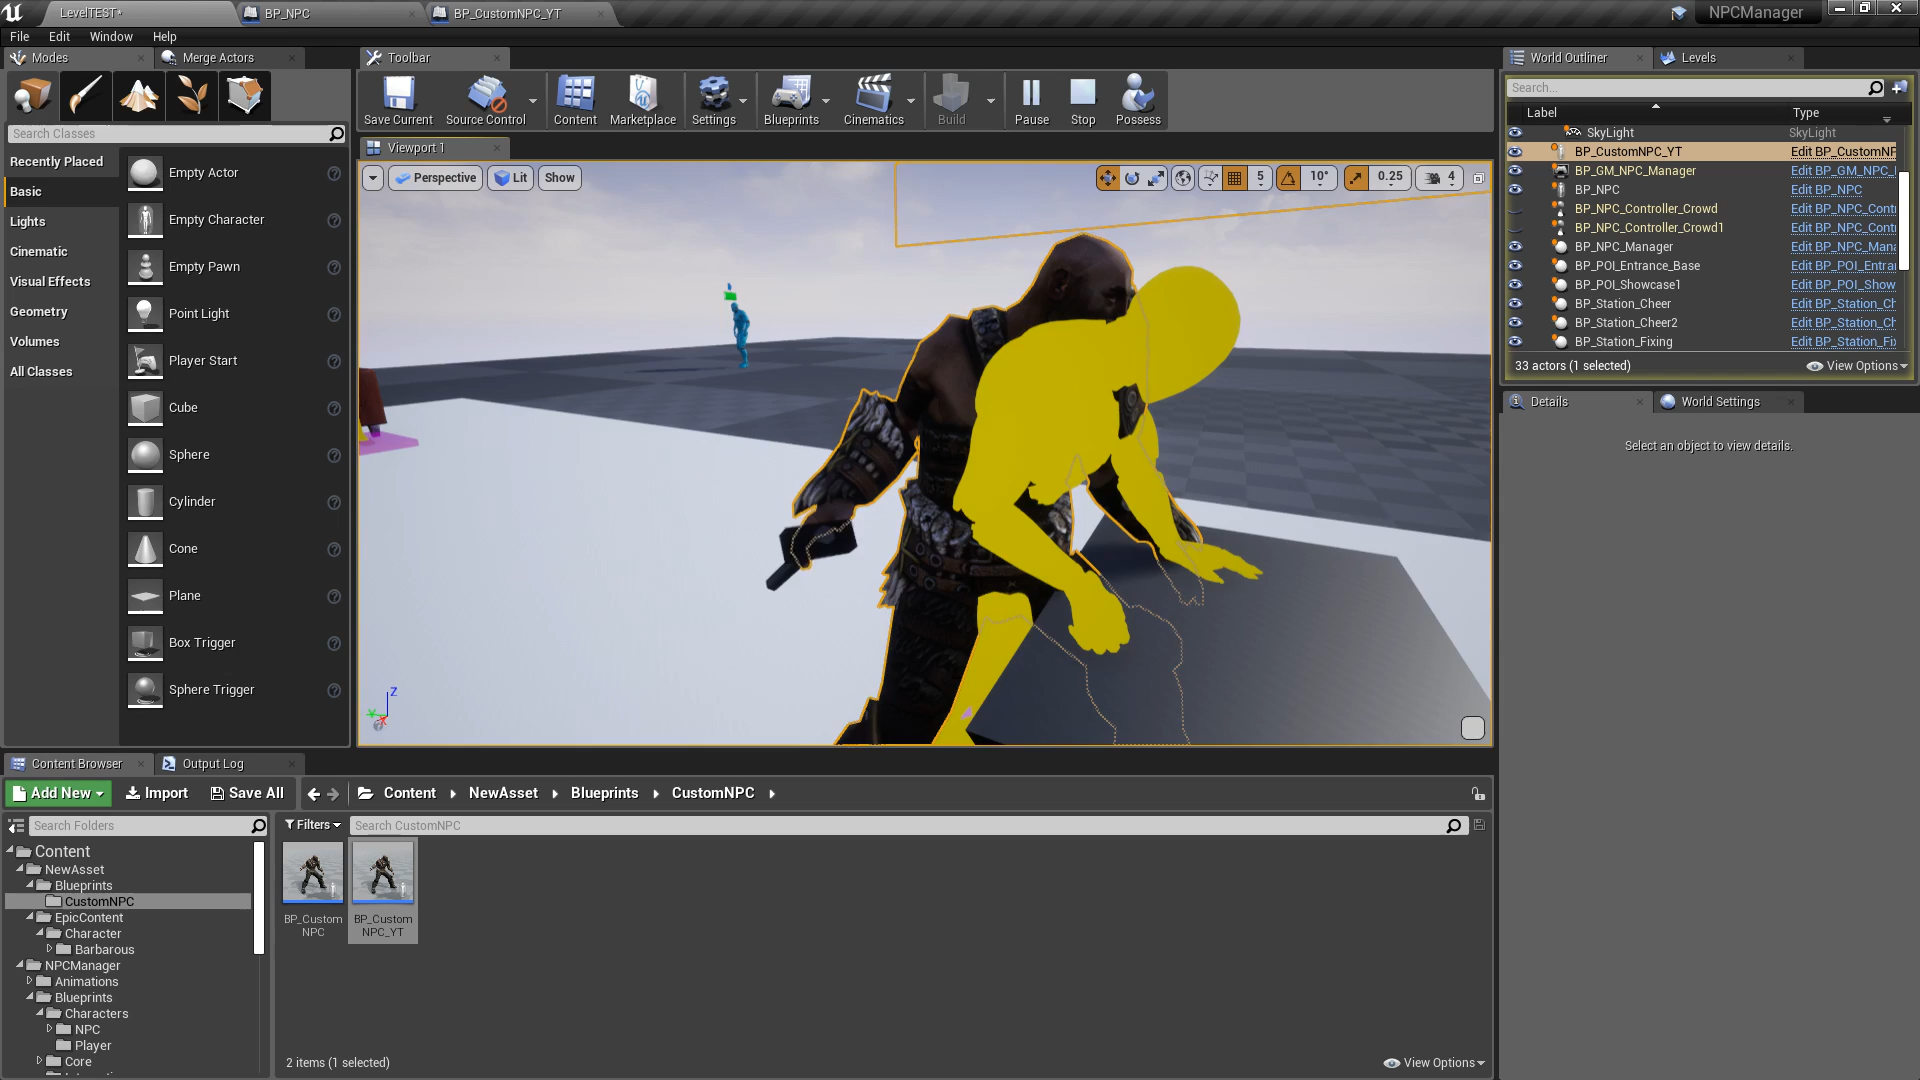 LevelTEST*
BP_NPC
BP_CustomNPC_YT
NPCManager
File Edit Window Help
Modes
Merge Actors
Toolbar
World Outliner
Levels
Save Current
Source Control
Content
Marketplace
Settings
Blueprints
Cinematics
Build
Pause
Stop
Possess
Search Classes
Recently Placed
Basic
Lights
Cinematic
Visual Effects
Geometry
Volumes
All Classes
Empty Actor
Empty Character
Empty Pawn
Point Light
Player Start
Cube
Sphere
Cylinder
Cone
Plane
Box Trigger
Sphere Trigger
Viewport 1
Perspective
Lit
Show
5
10°
0.25
4
Z
Search...
Label Type
SkyLight SkyLight
BP_CustomNPC_YT Edit BP_CustomNP
BP_GM_NPC_Manager Edit BP_GM_NPC_
BP_NPC Edit BP_NPC
BP_NPC_Controller_Crowd Edit BP_NPC_Cont
BP_NPC_Controller_Crowd1 Edit BP_NPC_Cont
BP_NPC_Manager Edit BP_NPC_Mana
BP_POI_Entrance_Base Edit BP_POI_Entra
BP_POI_Showcase1 Edit BP_POI_Show
BP_Station_Cheer Edit BP_Station_Ch
BP_Station_Cheer2 Edit BP_Station_Ch
BP_Station_Fixing Edit BP_Station_Fix
33 actors (1 selected)
View Options
Details
World Settings
Select an object to view details.
Content Browser
Output Log
Add New
Import
Save All
Content
NewAsset
Blueprints
CustomNPC
Search Folders
Filters
Search CustomNPC
Content
NewAsset
Blueprints
CustomNPC
EpicContent
Character
Barbarous
NPCManager
Animations
Blueprints
Characters
NPC
Player
Core
BP_Custom
NPC
BP_Custom
NPC_YT
2 items (1 selected)
View Options